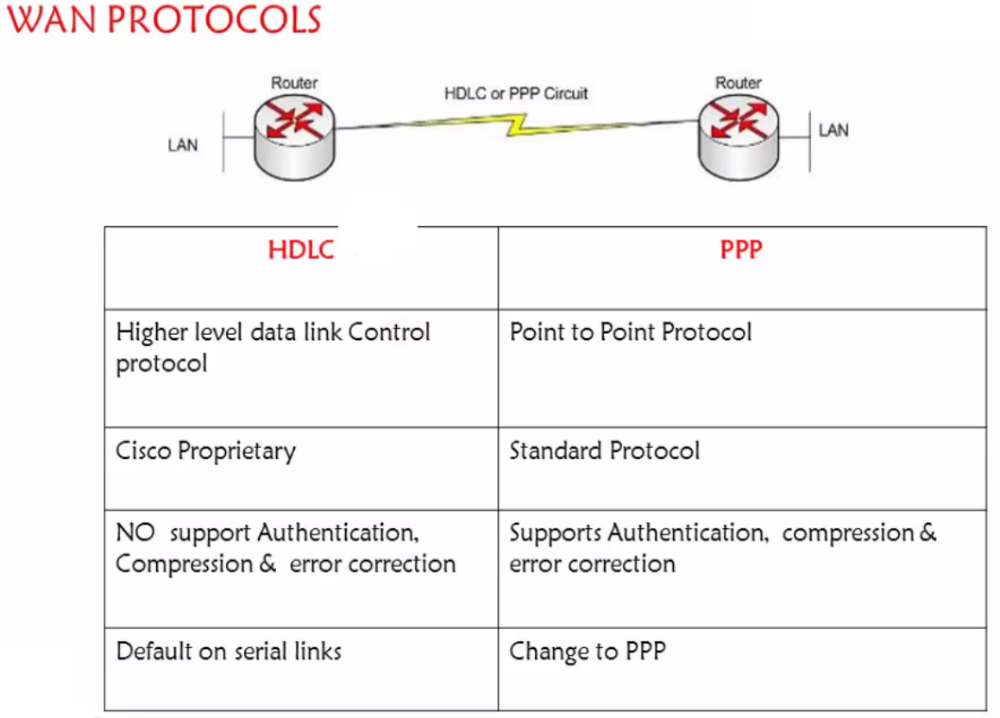 WAN PROTOCOLS
Router
Router
HDLC or PPP Circuit
LAN
LAN
HDLC
PPP
Higher level data link Control
protocol
Point to Point Protocol
Cisco Proprietary
Standard Protocol
NO support Authentication,
Compression & error correction
Supports Authentication, compression &
error correction
Default on serial links
Change to PPP